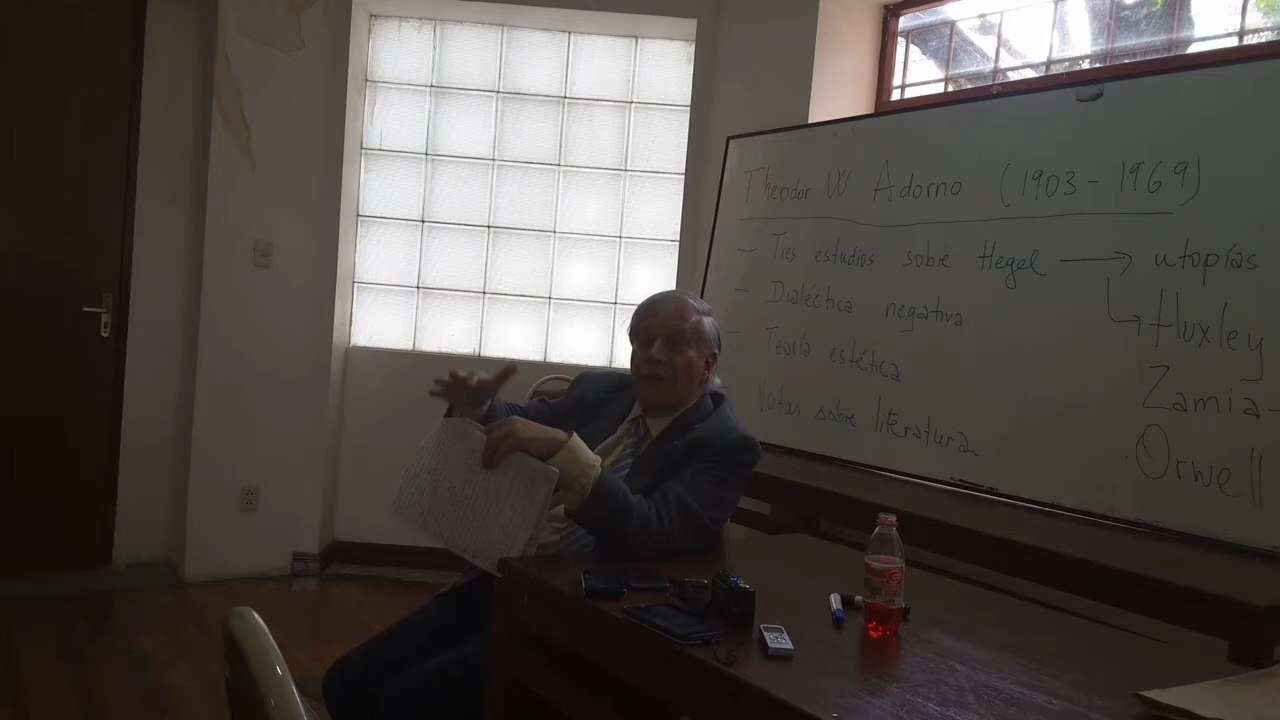 Theodor W Adorno (1903 - 1969)
- Tres estudios sobre Hegel → utopías
- Dialéctica negativa ↳ Huxley
- Teoría estética Zamia-
Notas sobre literatura Orwell